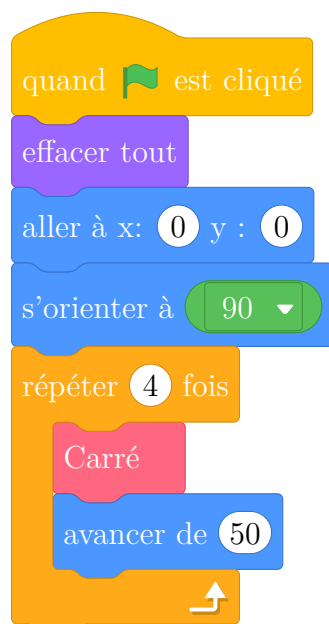 quand est cliqué
effacer tout
aller à x: 0 y : 0
s'orienter à 90
répéter 4 fois
Carré
avancer de 50